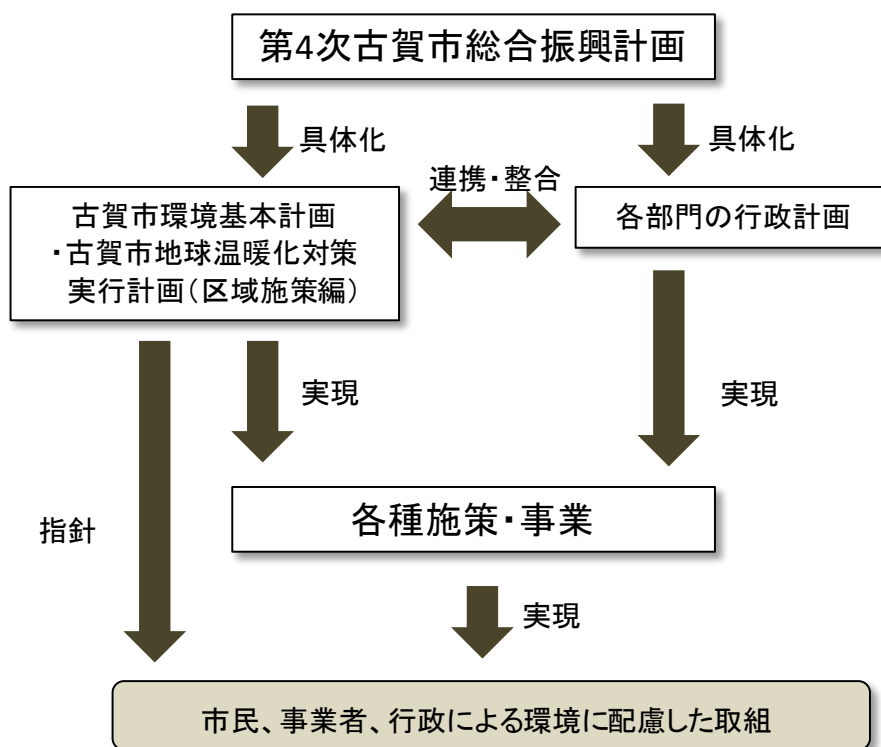 第4次古賀市総合振興計画
具体化
具体化
連携・整合
古賀市環境基本計画
・古賀市地球温暖化対策
実行計画(区域施策編)
各部門の行政計画
実現
実現
指針
各種施策・事業
実現
市民、事業者、行政による環境に配慮した取組